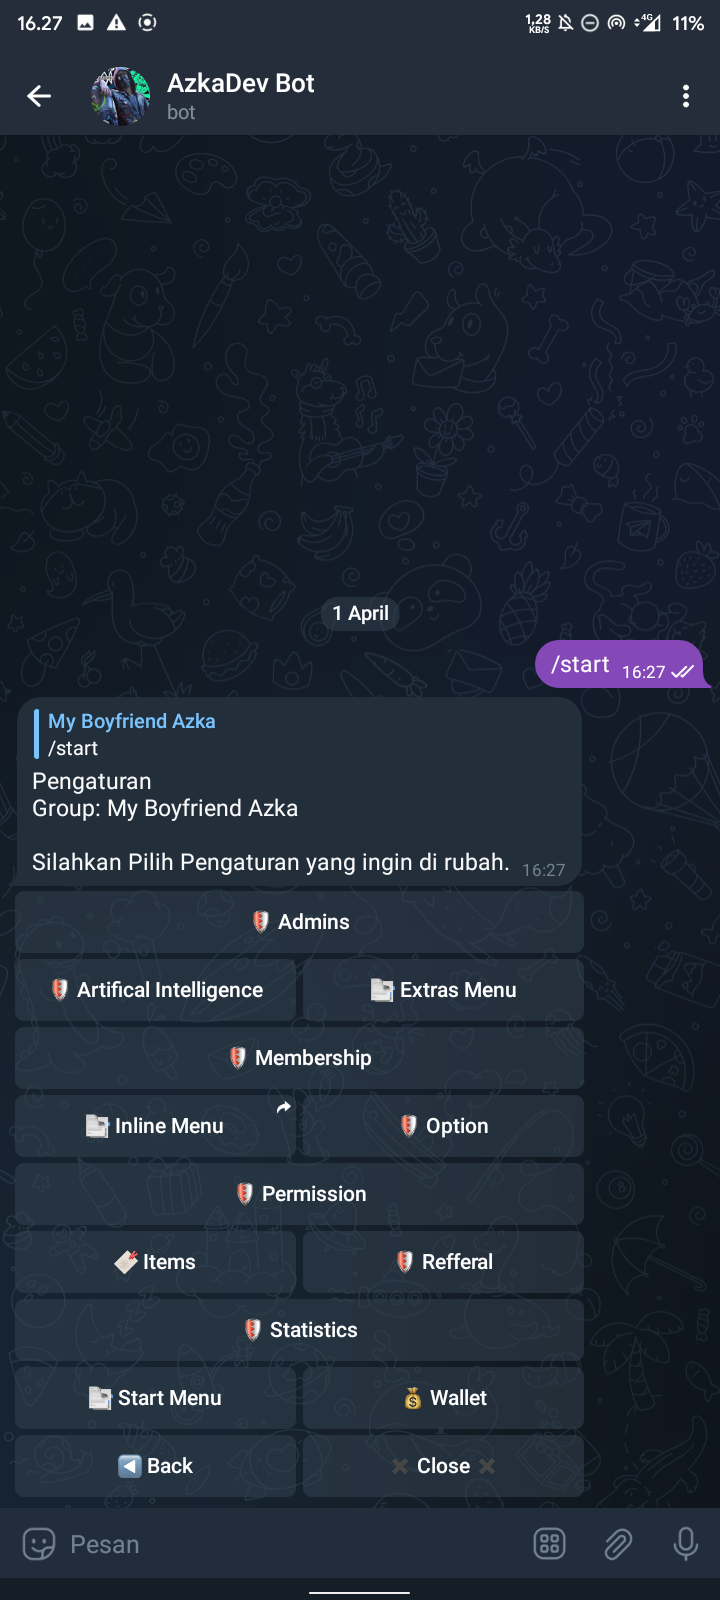 16.27
1,28 KB/S 4G 11%
AzkaDev Bot
bot
1 April
/start 16:27
My Boyfriend Azka
/start
Pengaturan
Group: My Boyfriend Azka
Silahkan Pilih Pengaturan yang ingin di rubah. 16:27
Admins
Artifical Intelligence
Extras Menu
Membership
Inline Menu
Option
Permission
Items
Refferal
Statistics
Start Menu
Wallet
Back
Close
Pesan